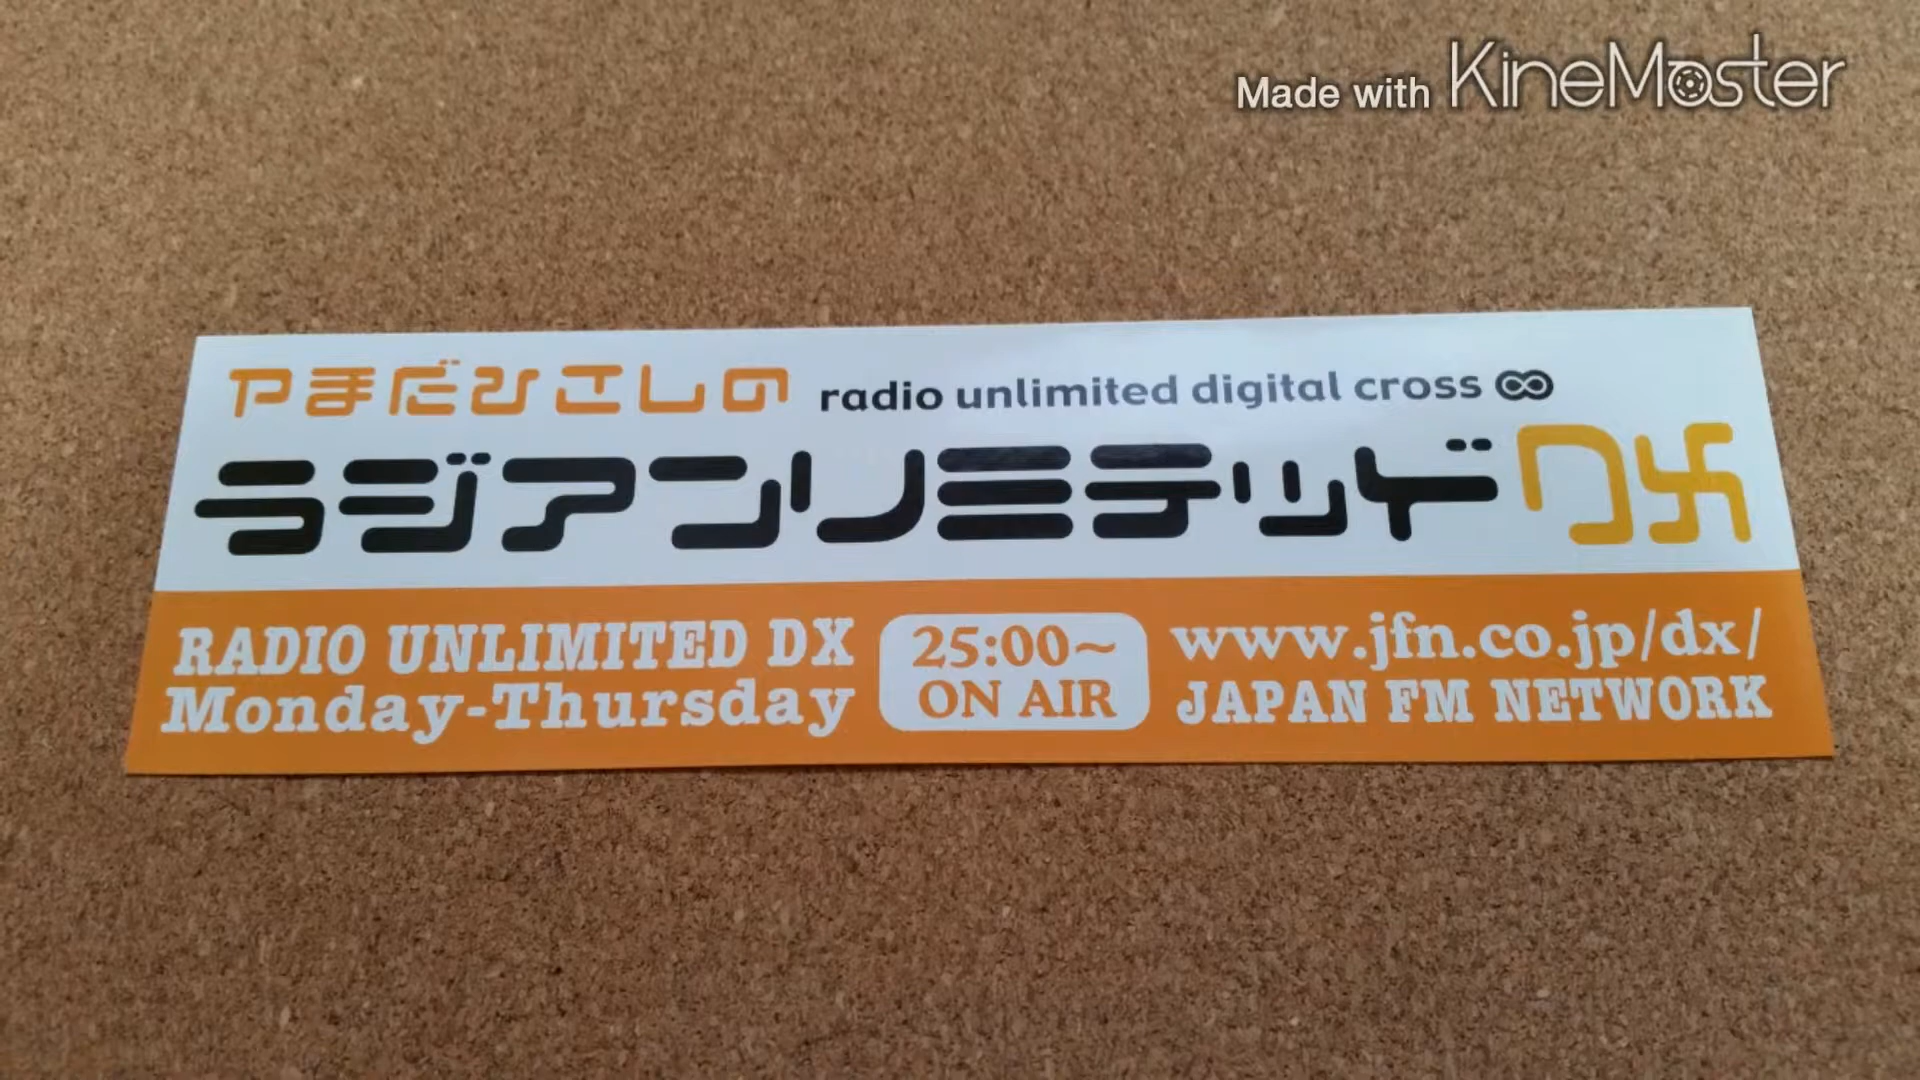 Made with KineMaster
やまだひさしの radio unlimited digital cross
ラジアンリミテッドDX
RADIO UNLIMITED DX
Monday-Thursday
25:00~
ON AIR
www.jfn.co.jp/dx/
JAPAN FM NETWORK